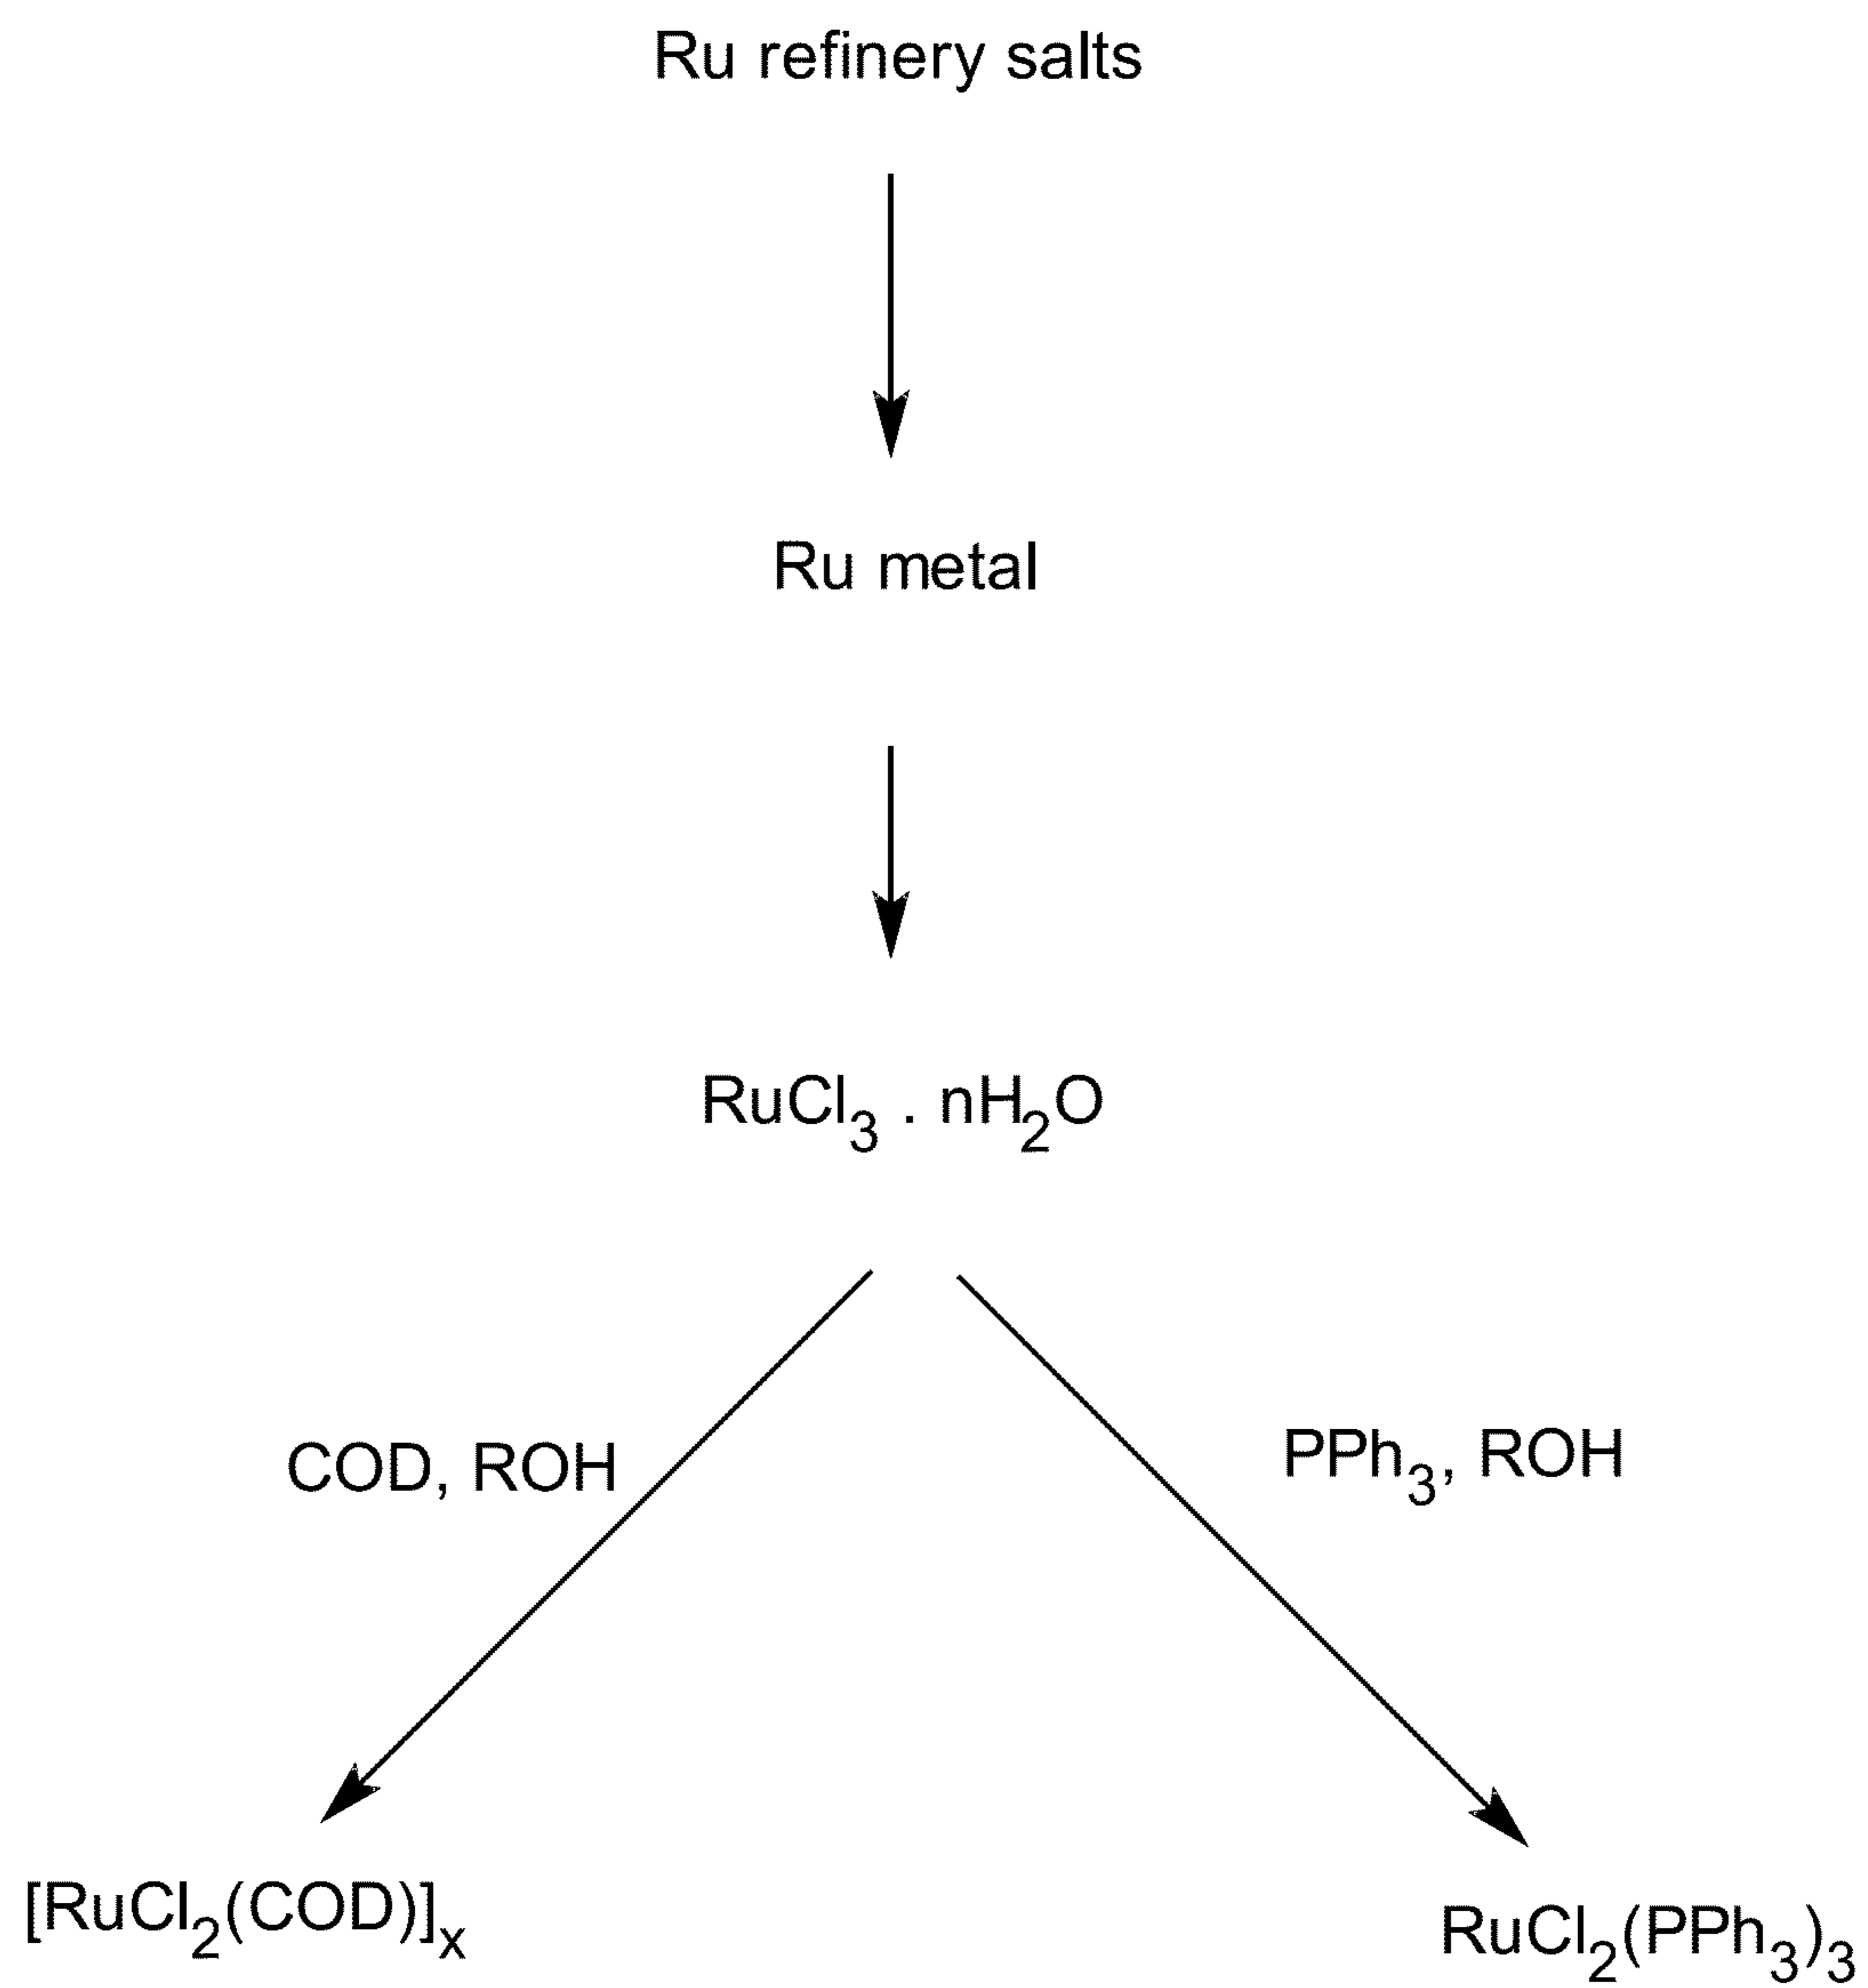 Ru refinery salts
Ru metal
RuCl3 . nH2O
COD, ROH
PPh3, ROH
[RuCl2(COD)]x
RuCl2(PPh3)3